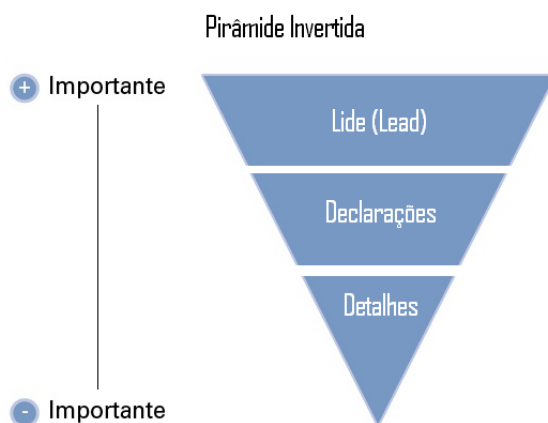 Pirâmide Invertida
+ Importante
Lide (Lead)
Declarações
Detalhes
- Importante